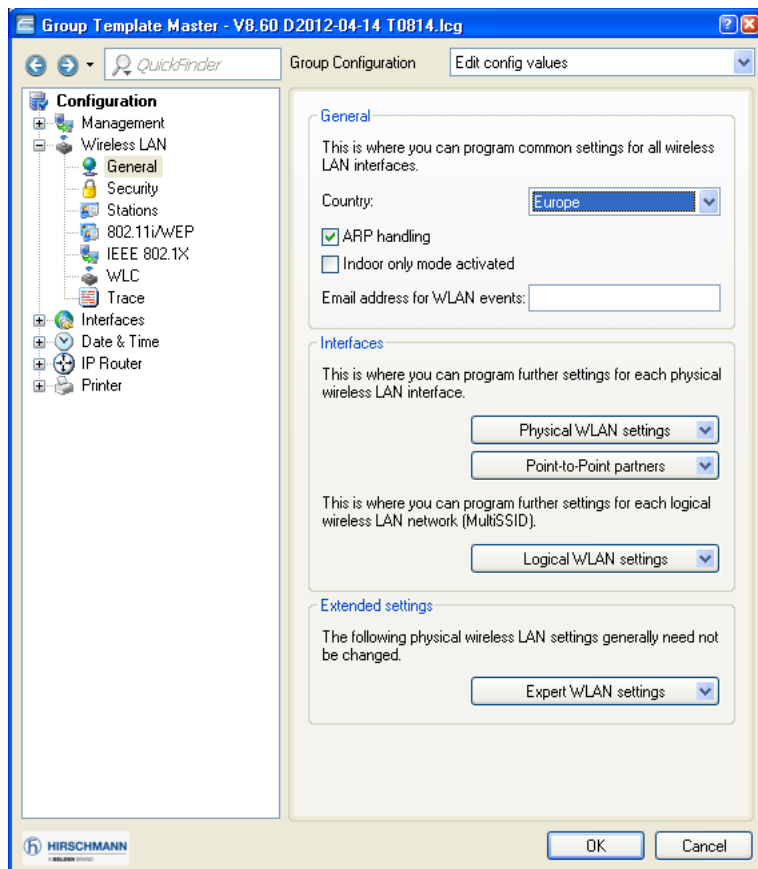 Group Template Master - V8.60 D2012-04-14 T0814.lcg
QuickFinder
Group Configuration
Edit config values
Configuration
Management
Wireless LAN
General
Security
Stations
802.11i/WEP
IEEE 802.1X
WLC
Trace
Interfaces
Date & Time
IP Router
Printer
General
This is where you can program common settings for all wireless
LAN interfaces.
Country:
Europe
ARP handling
Indoor only mode activated
Email address for WLAN events:
Interfaces
This is where you can program further settings for each physical
wireless LAN interface.
Physical WLAN settings
Point-to-Point partners
This is where you can program further settings for each logical
wireless LAN network (MultiSSID).
Logical WLAN settings
Extended settings
The following physical wireless LAN settings generally need not
be changed.
Expert WLAN settings
HIRSCHMANN
A BELDEN BRAND
OK
Cancel